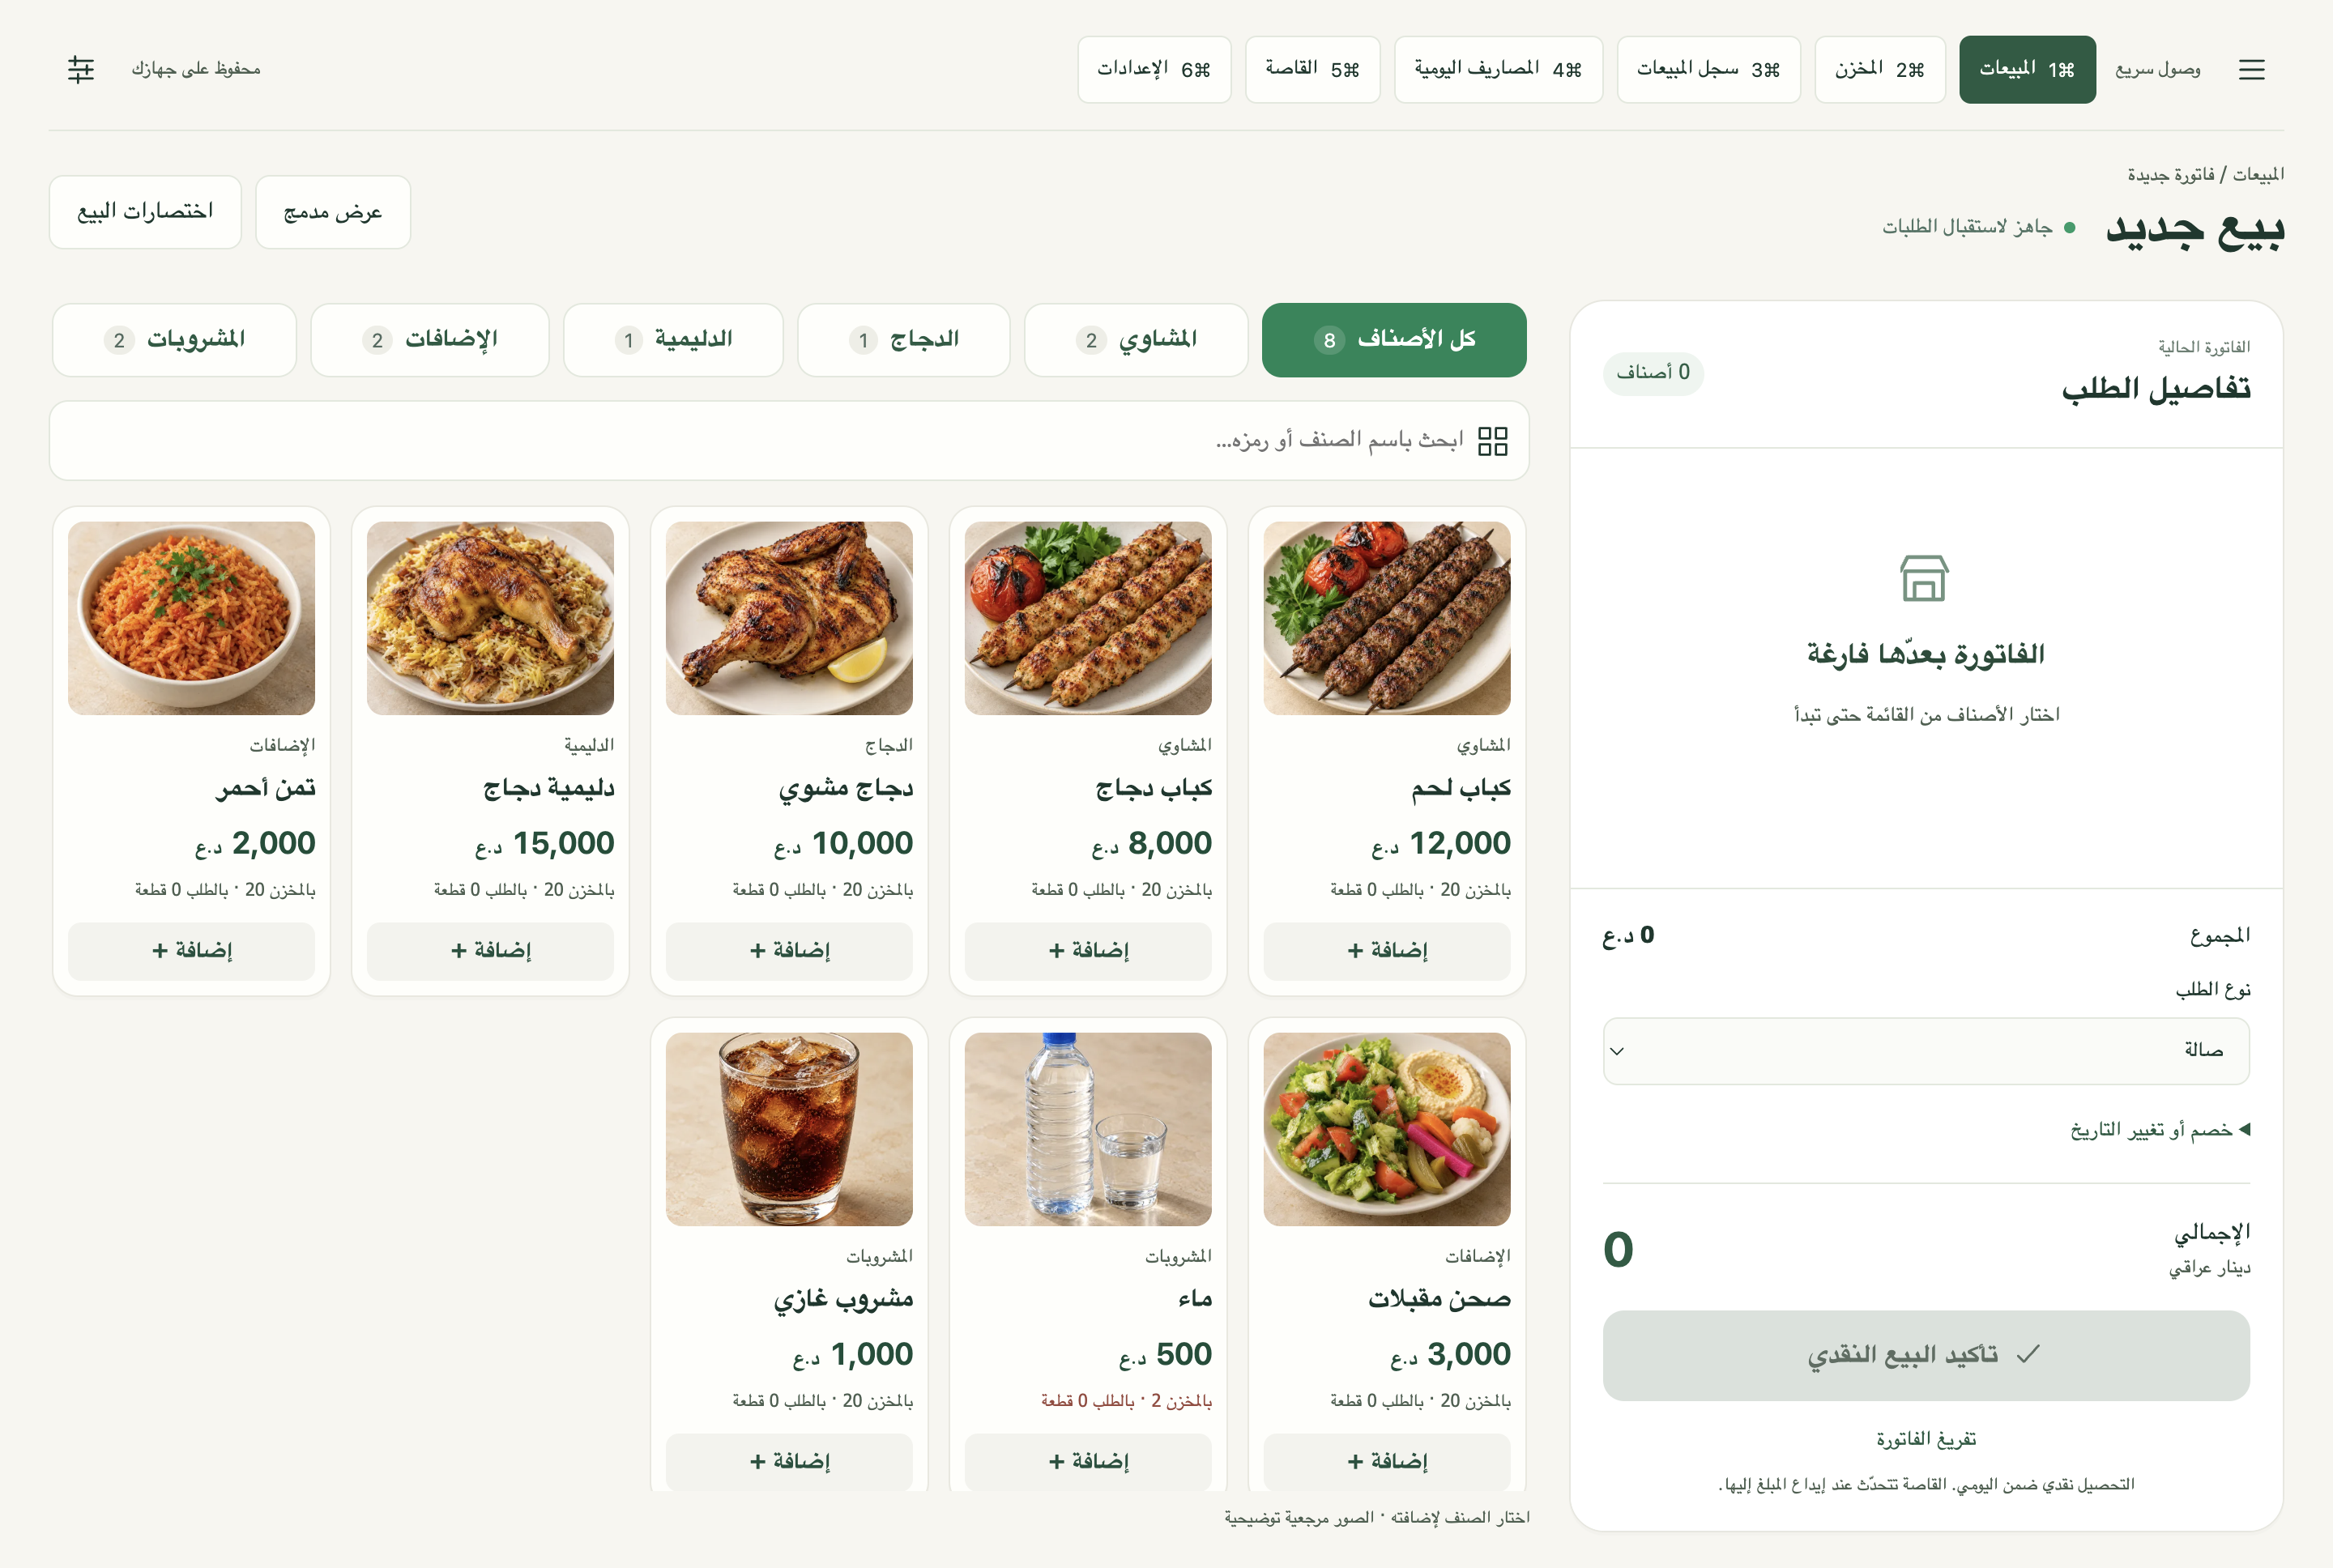 وصول سريع
⌘1 المبيعات
⌘2 المخزن
⌘3 سجل المبيعات
⌘4 المصاريف اليومية
⌘5 القاصة
⌘6 الإعدادات
محفوظ على جهازك
المبيعات / فاتورة جديدة
بيع جديد
جاهز لاستقبال الطلبات
عرض مدمج
اختصارات البيع
الفاتورة الحالية
تفاصيل الطلب
0 أصناف
الفاتورة بعدّها فارغة
اختار الأصناف من القائمة حتى تبدأ
المجموع
0 د.ع
نوع الطلب
صالة
خصم أو تغيير التاريخ
الإجمالي
دينار عراقي
0
تأكيد البيع النقدي
تفريغ الفاتورة
التحصيل نقدي ضمن اليومي. القاصة تتحدّث عند إيداع المبلغ إليها.
كل الأصناف 8
المشاوي 2
الدجاج 1
الدليمية 1
الإضافات 2
المشروبات 2
ابحث باسم الصنف أو رمزه...
المشاوي
كباب لحم
12,000 د.ع
بالمخزن 20 · بالطلب 0 قطعة
إضافة +
المشاوي
كباب دجاج
8,000 د.ع
بالمخزن 20 · بالطلب 0 قطعة
إضافة +
الدجاج
دجاج مشوي
10,000 د.ع
بالمخزن 20 · بالطلب 0 قطعة
إضافة +
الدليمية
دليمية دجاج
15,000 د.ع
بالمخزن 20 · بالطلب 0 قطعة
إضافة +
الإضافات
تمن أحمر
2,000 د.ع
بالمخزن 20 · بالطلب 0 قطعة
إضافة +
الإضافات
صحن مقبلات
3,000 د.ع
بالمخزن 20 · بالطلب 0 قطعة
إضافة +
المشروبات
ماء
500 د.ع
بالمخزن 2 · بالطلب 0 قطعة
إضافة +
المشروبات
مشروب غازي
1,000 د.ع
بالمخزن 20 · بالطلب 0 قطعة
إضافة +
اختار الصنف لإضافته · الصور مرجعية توضيحية